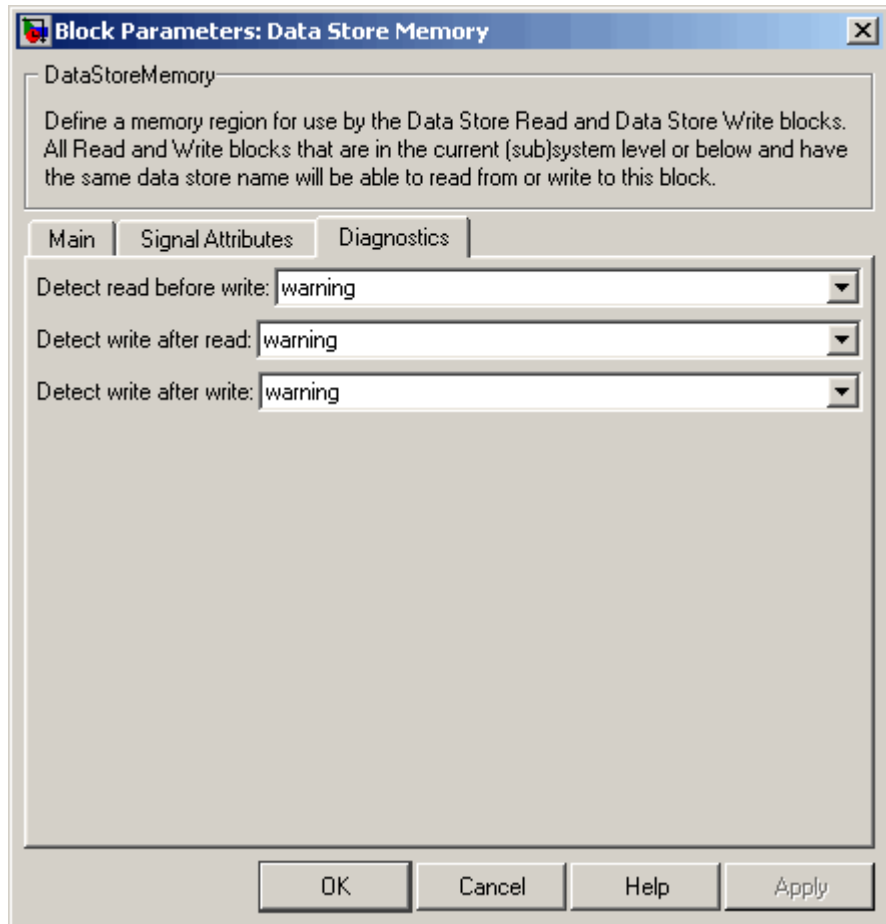 Block Parameters: Data Store Memory
DataStoreMemory
Define a memory region for use by the Data Store Read and Data Store Write blocks.
All Read and Write blocks that are in the current (sub)system level or below and have
the same data store name will be able to read from or write to this block.
Main Signal Attributes Diagnostics
Detect read before write: warning
Detect write after read: warning
Detect write after write: warning
OK Cancel Help Apply